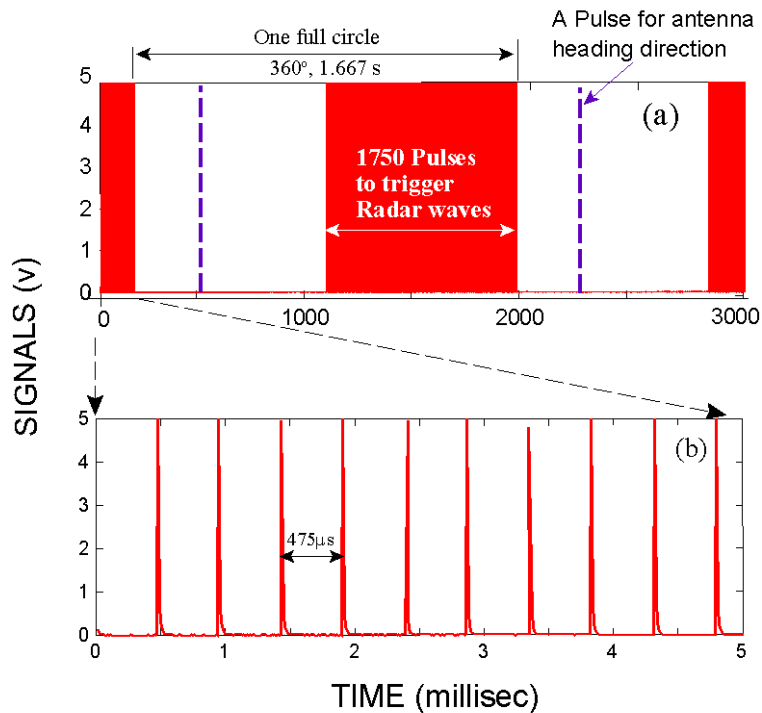 A Pulse for antenna
heading direction
One full circle
360°, 1.667 s
5
4
3
2
1
0
(a)
1750 Pulses
to trigger
Radar waves
0
1000
2000
3000
SIGNALS (v)
5
4
3
2
1
0
(b)
475μs
0
1
2
3
4
5
TIME (millisec)